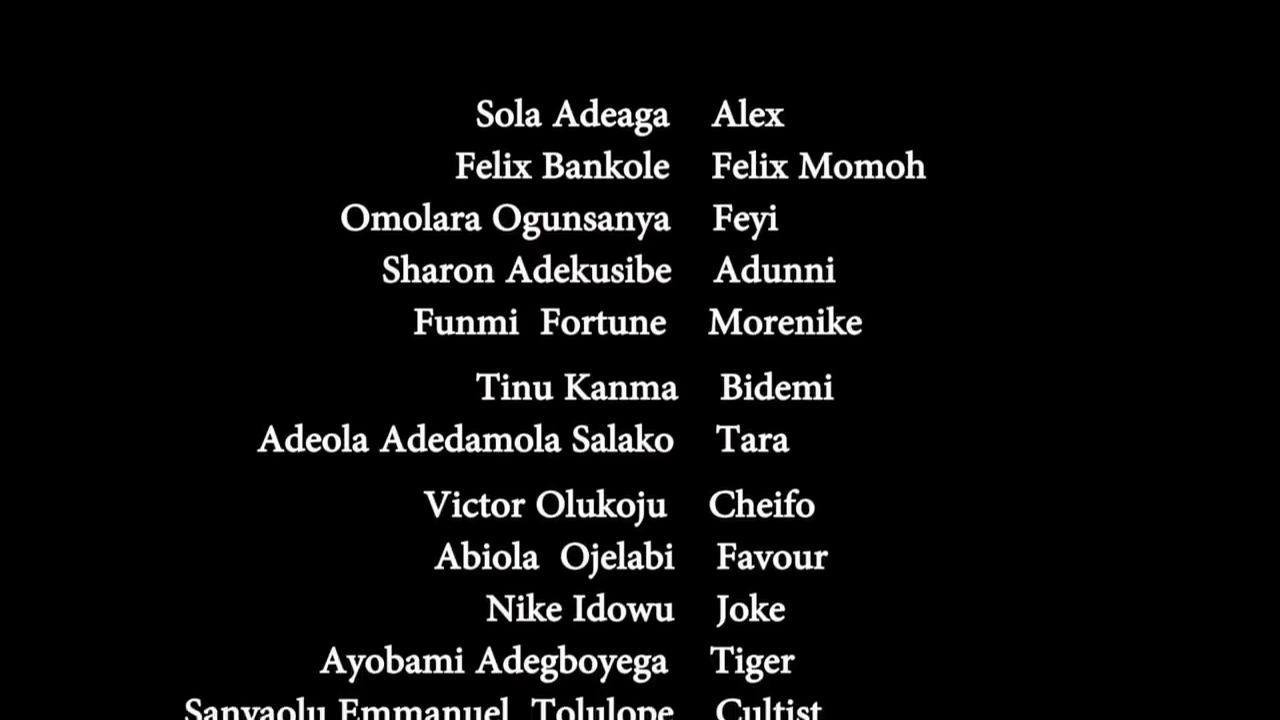 Sola Adeaga Alex
Felix Bankole Felix Momoh
Omolara Ogunsanya Feyi
Sharon Adekusibe Adunni
Funmi Fortune Morenike
Tinu Kanma Bidemi
Adeola Adedamola Salako Tara
Victor Olukoju Cheifo
Abiola Ojelabi Favour
Nike Idowu Joke
Ayobami Adegboyega Tiger
Sanyaolu Emmanuel Tolulope Cultist